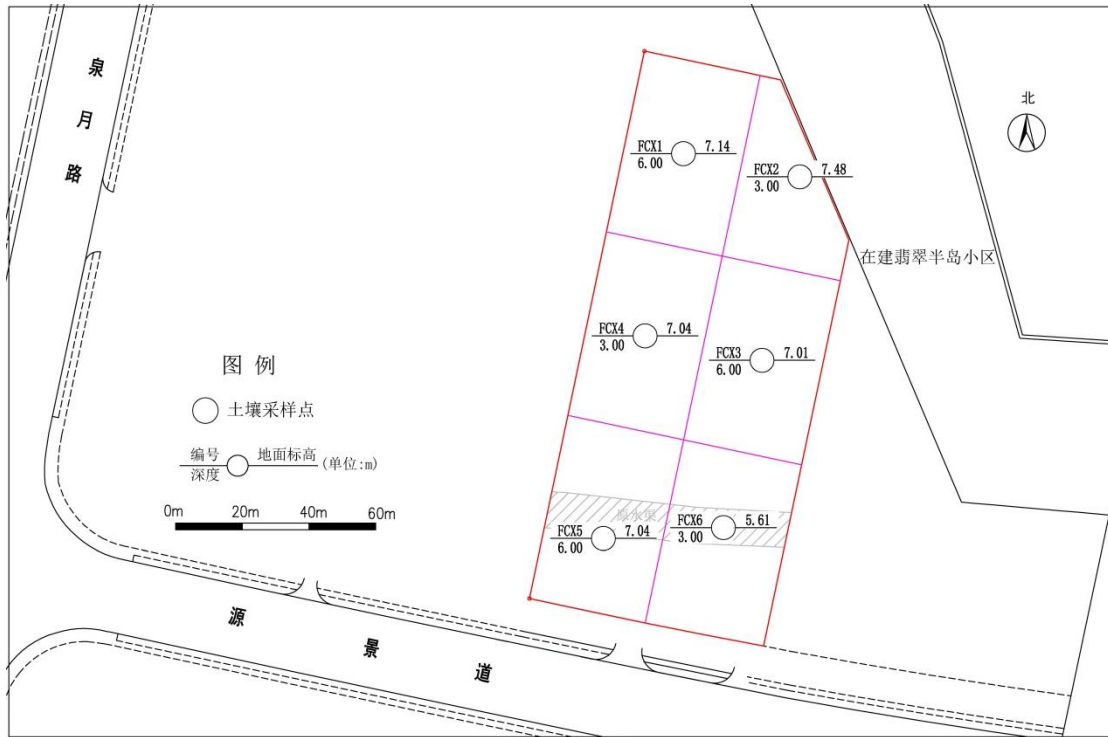 泉月路
北
FCX1 7.14
6.00
FCX2 7.48
3.00
在建翡翠半岛小区
FCX4 7.04
3.00
FCX3 7.01
6.00
图 例
土壤采样点
编号 地面标高 (单位:m)
深度
0m 20m 40m 60m
原水渠
FCX5 7.04
6.00
FCX6 5.61
3.00
源景道